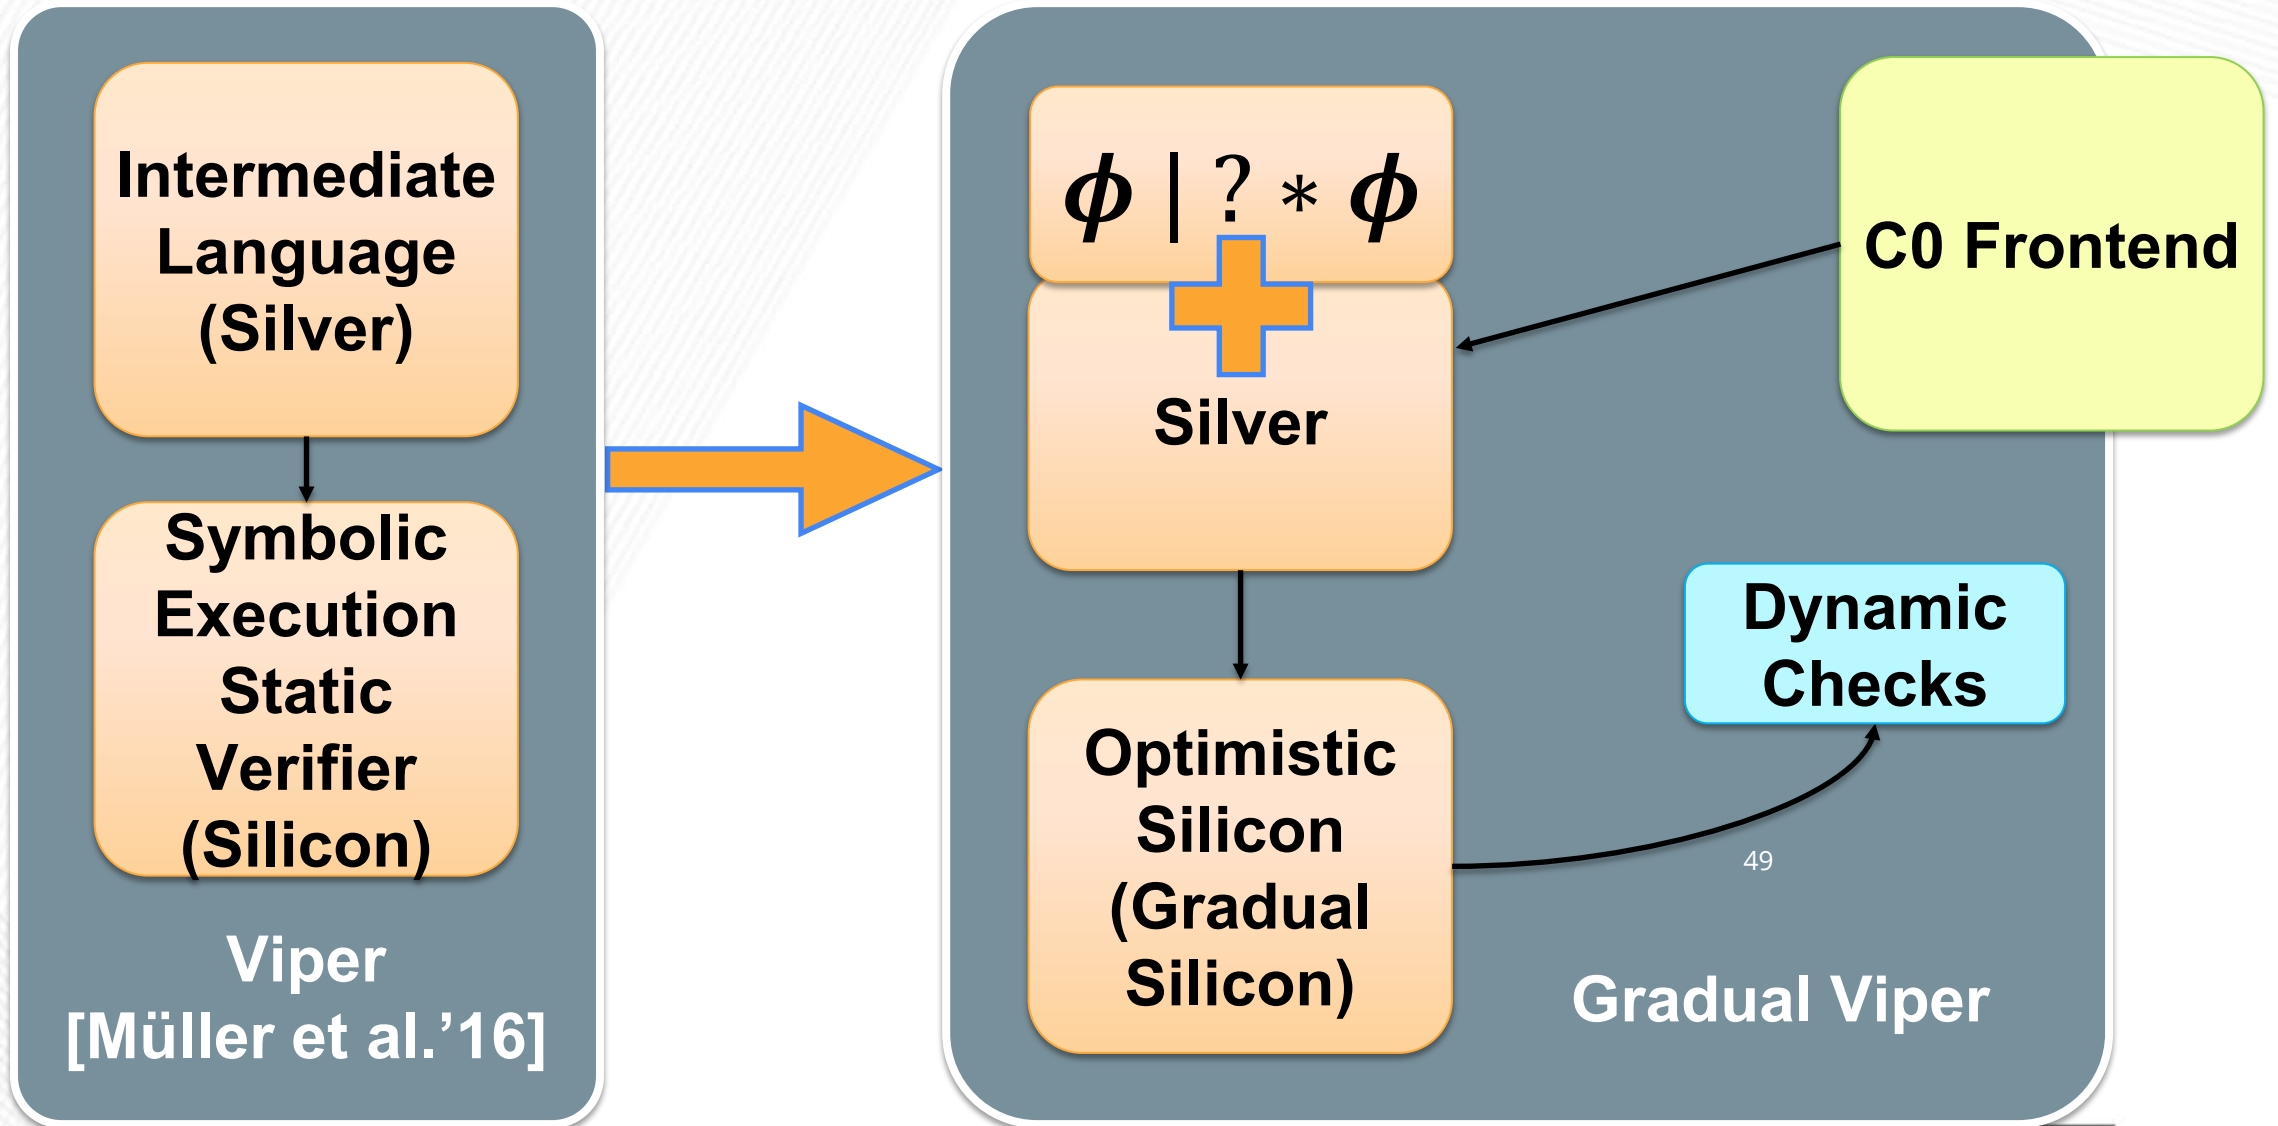 Intermediate
Language
(Silver)
Symbolic
Execution
Static
Verifier
(Silicon)
Viper
[Müller et al.’16]
ϕ | ? * ϕ
Silver
Optimistic
Silicon
(Gradual
Silicon)
C0 Frontend
Dynamic
Checks
49
Gradual Viper